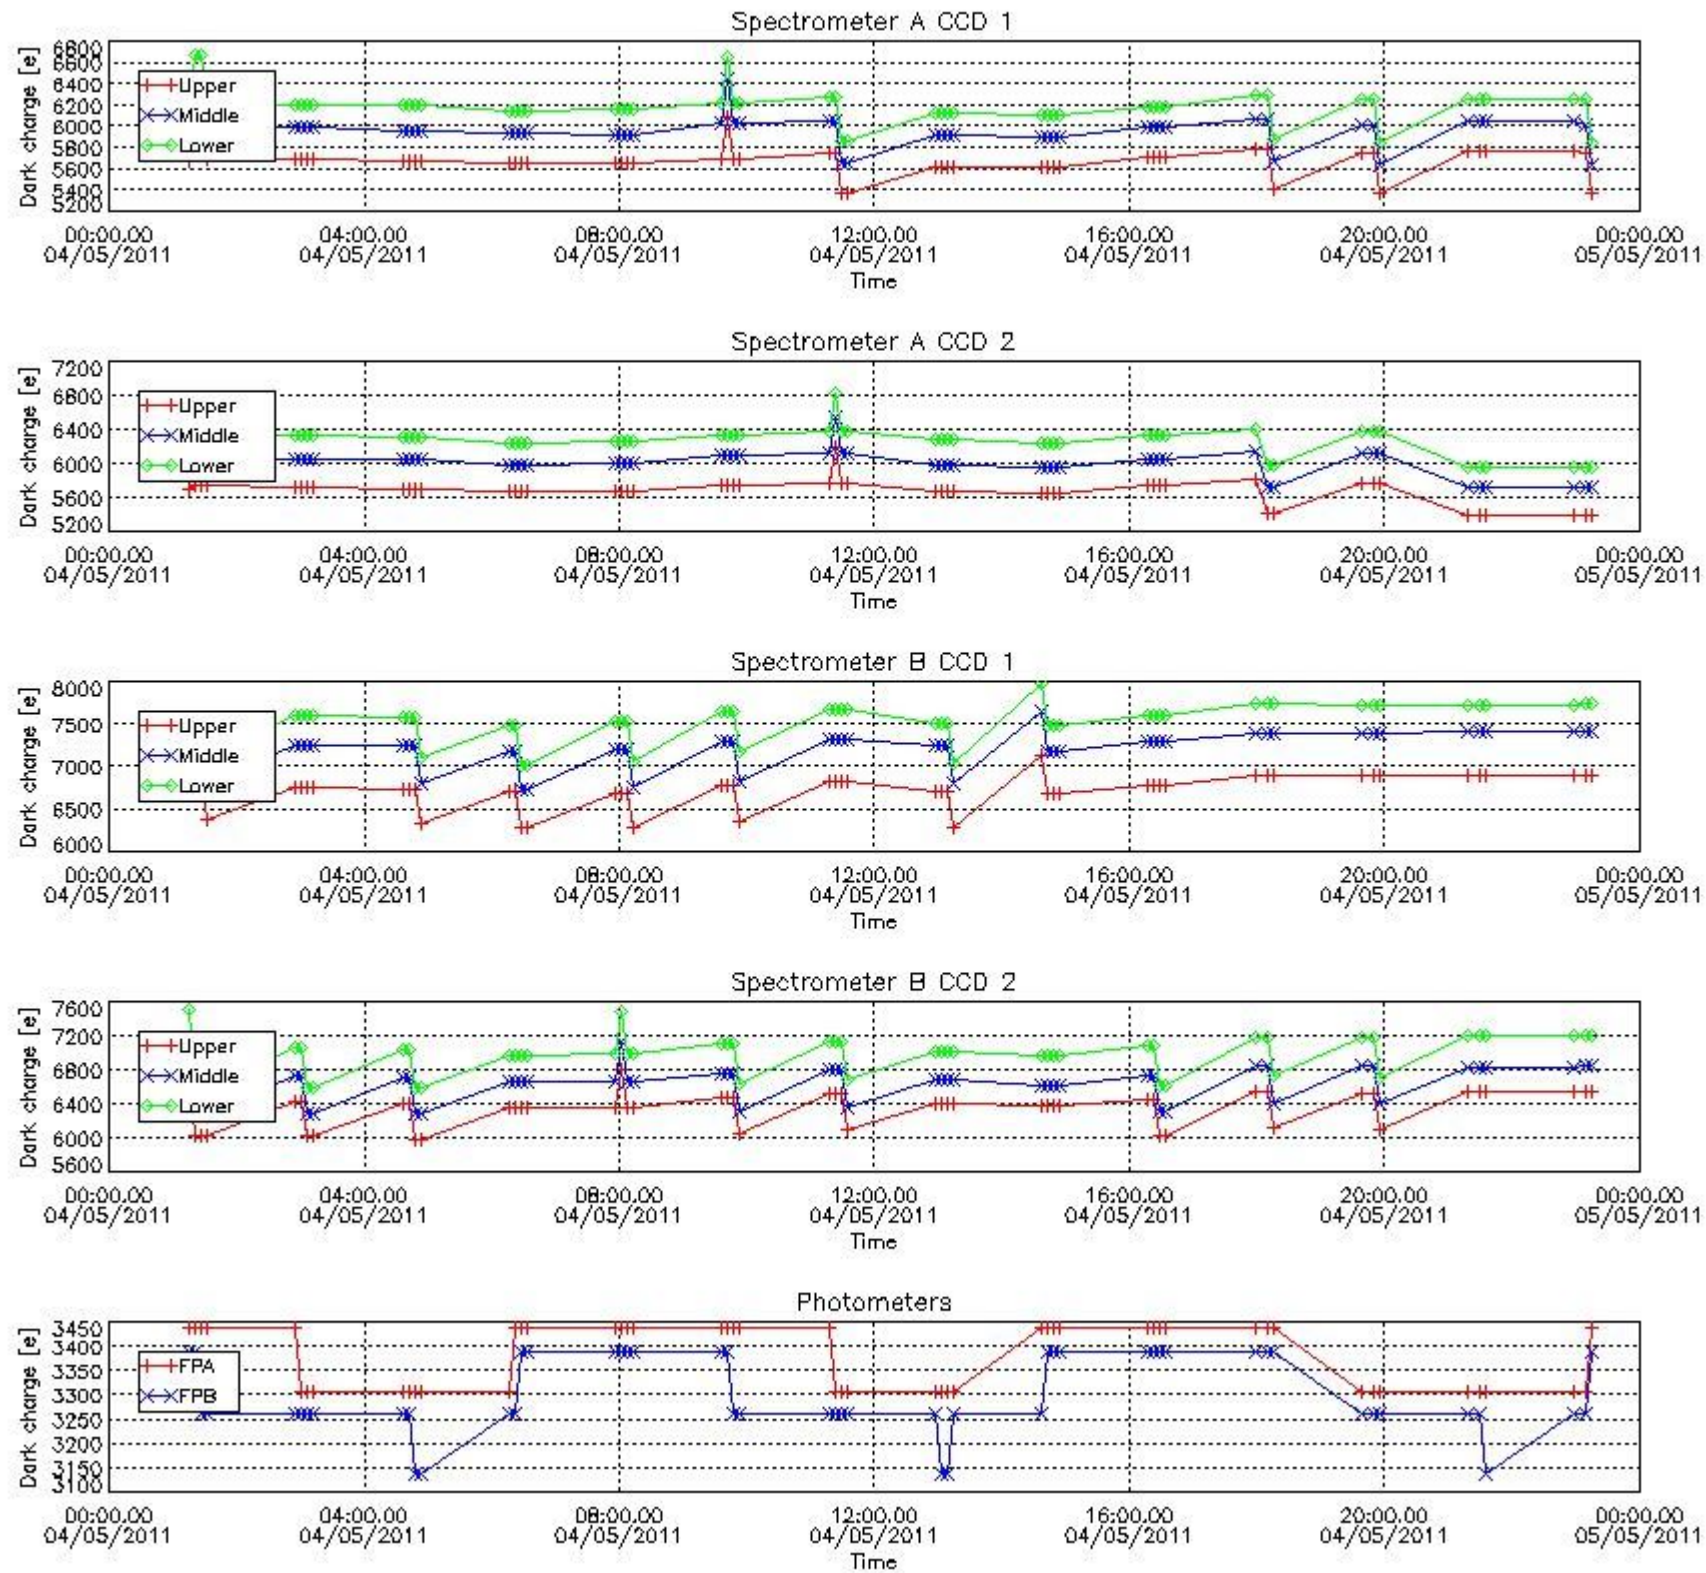 Spectrometer A CCD 1
Dark charge [e]
6800
6600
6400
6200
6000
5800
5600
5400
5200
Upper
Middle
Lower
00:00.00 04:00.00 08:00.00 12:00.00 16:00.00 20:00.00 00:00.00
04/05/2011 04/05/2011 04/05/2011 04/05/2011 04/05/2011 04/05/2011 05/05/2011
Time
Spectrometer A CCD 2
Dark charge [e]
7200
6800
6400
6000
5600
5200
Upper
Middle
Lower
00:00.00 04:00.00 08:00.00 12:00.00 16:00.00 20:00.00 00:00.00
04/05/2011 04/05/2011 04/05/2011 04/05/2011 04/05/2011 04/05/2011 05/05/2011
Time
Spectrometer B CCD 1
Dark charge [e]
8000
7500
7000
6500
6000
Upper
Middle
Lower
00:00.00 04:00.00 08:00.00 12:00.00 16:00.00 20:00.00 00:00.00
04/05/2011 04/05/2011 04/05/2011 04/05/2011 04/05/2011 04/05/2011 05/05/2011
Time
Spectrometer B CCD 2
Dark charge [e]
7600
7200
6800
6400
6000
5600
Upper
Middle
Lower
00:00.00 04:00.00 08:00.00 12:00.00 16:00.00 20:00.00 00:00.00
04/05/2011 04/05/2011 04/05/2011 04/05/2011 04/05/2011 04/05/2011 05/05/2011
Time
Photometers
Dark charge [e]
3450
3400
3350
3300
3250
3200
3150
3100
FPA
FPB
00:00.00 04:00.00 08:00.00 12:00.00 16:00.00 20:00.00 00:00.00
04/05/2011 04/05/2011 04/05/2011 04/05/2011 04/05/2011 04/05/2011 05/05/2011
Time